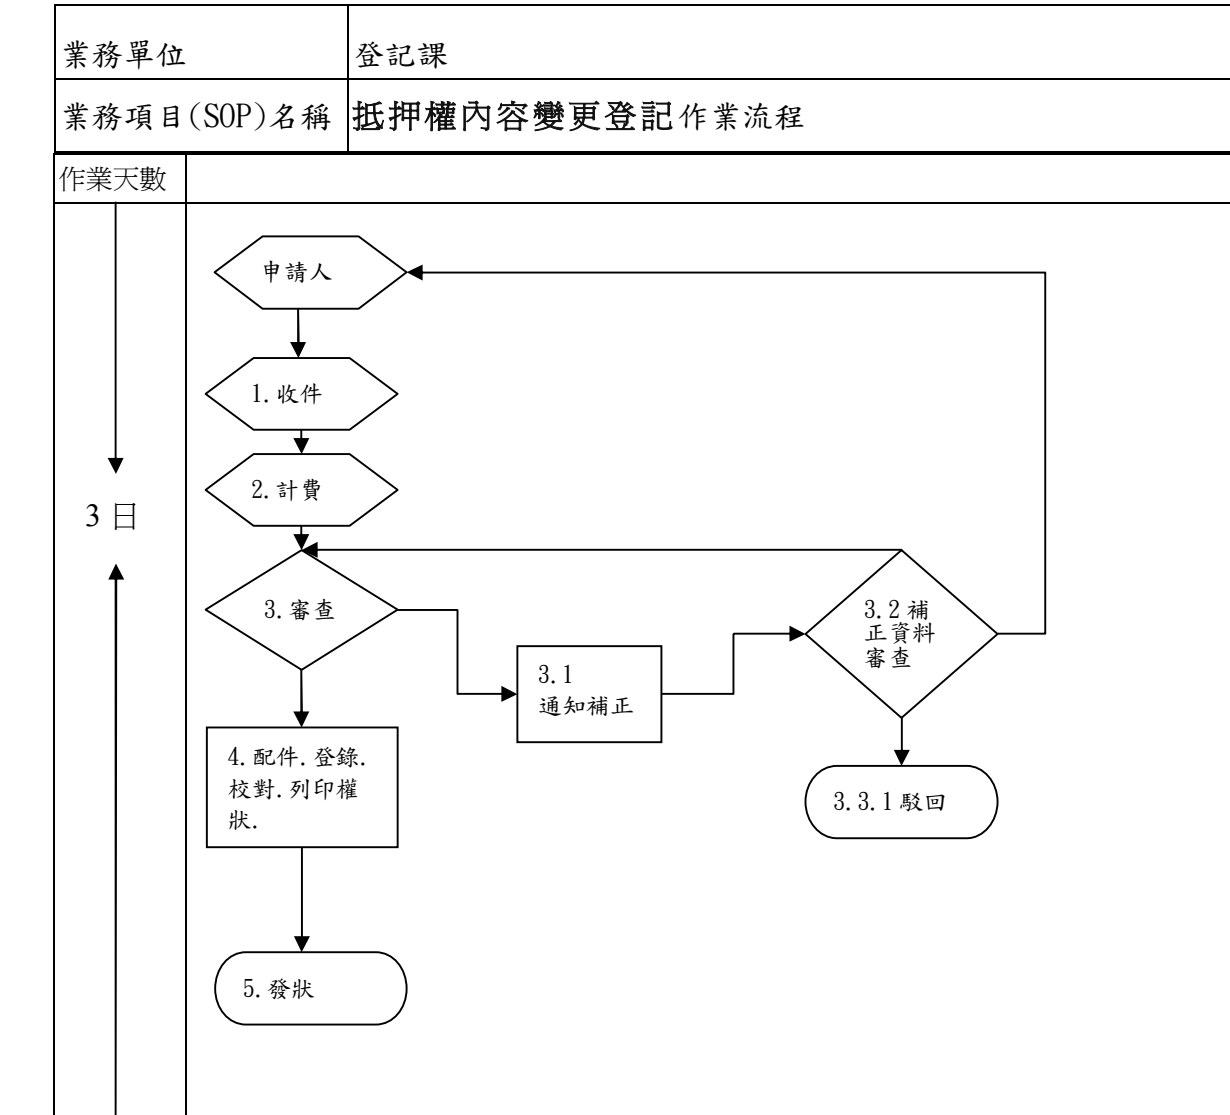 業務單位
登記課
業務項目(SOP)名稱
抵押權內容變更登記作業流程
作業天數
申請人
1.收件
2.計費
3日
3.審查
3.2補
正資料
審查
3.1
通知補正
4.配件.登錄.
校對.列印權
狀.
3.3.1駁回
5.發狀